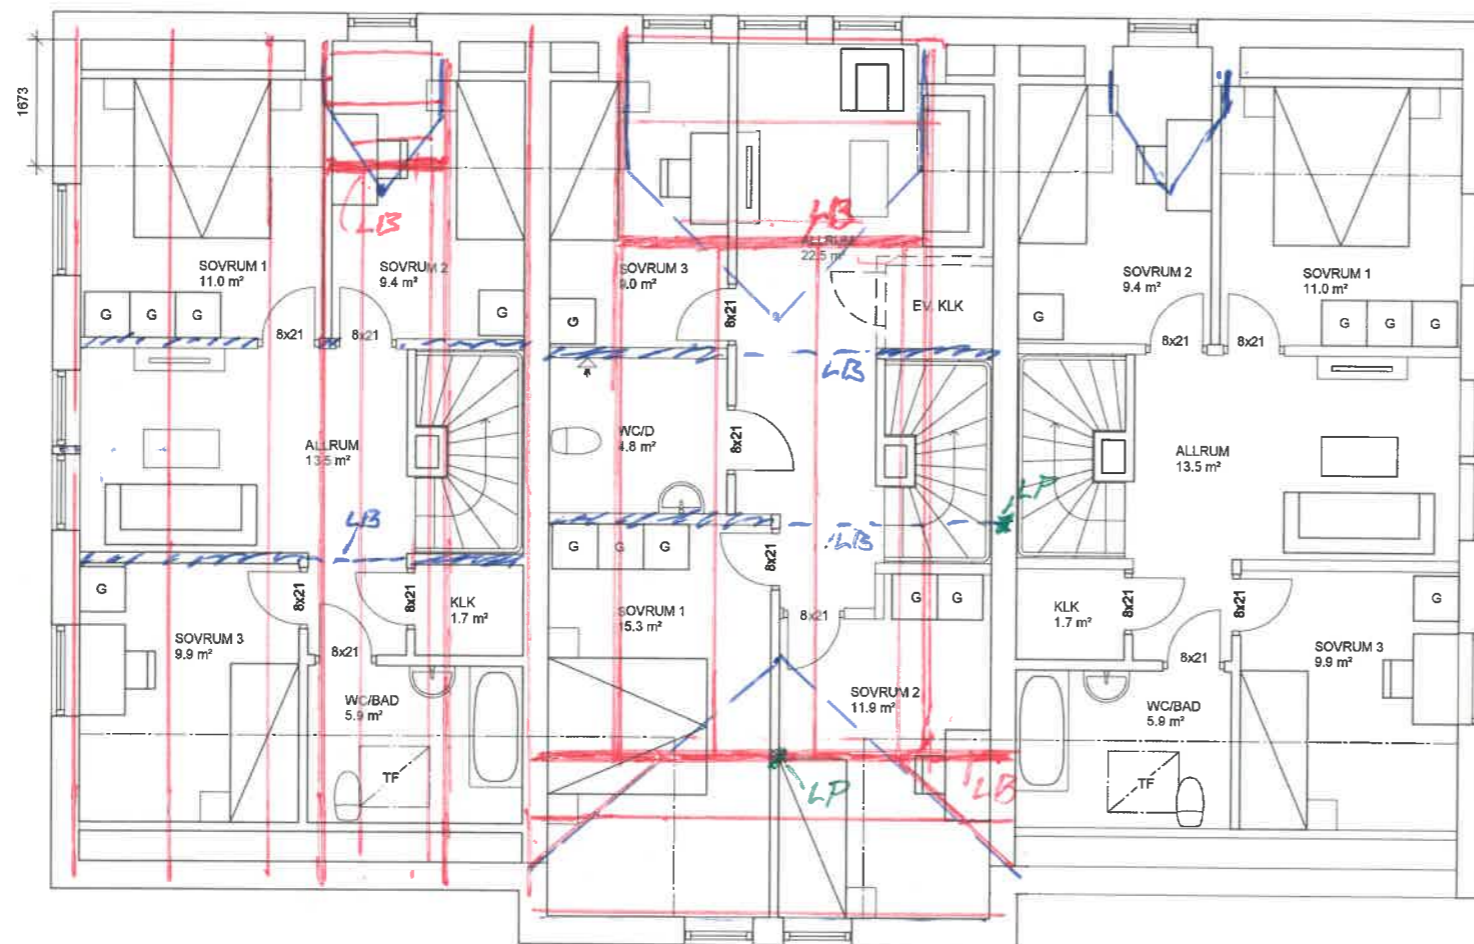 1673
LB
SOVRUM 1
11.0 m²
SOVRUM 2
9.4 m²
G
G
G
G
8x21
8x21
ALLRUM
13.5 m²
LB
G
8x21
8x21
KLK
1.7 m²
SOVRUM 3
9.9 m²
8x21
WC/BAD
5.9 m²
TF
LB
ALLRUM
22.5 m²
SOVRUM 3
9.0 m²
G
8x21
EV. KLK
LB
WC/D
4.8 m²
8x21
LB
G
G
G
8x21
SOVRUM 1
15.3 m²
8x21
G
G
SOVRUM 2
11.9 m²
LP
LB
LP
SOVRUM 2
9.4 m²
SOVRUM 1
11.0 m²
G
G
G
G
8x21
8x21
ALLRUM
13.5 m²
KLK
1.7 m²
8x21
8x21
G
SOVRUM 3
9.9 m²
8x21
WC/BAD
5.9 m²
TF